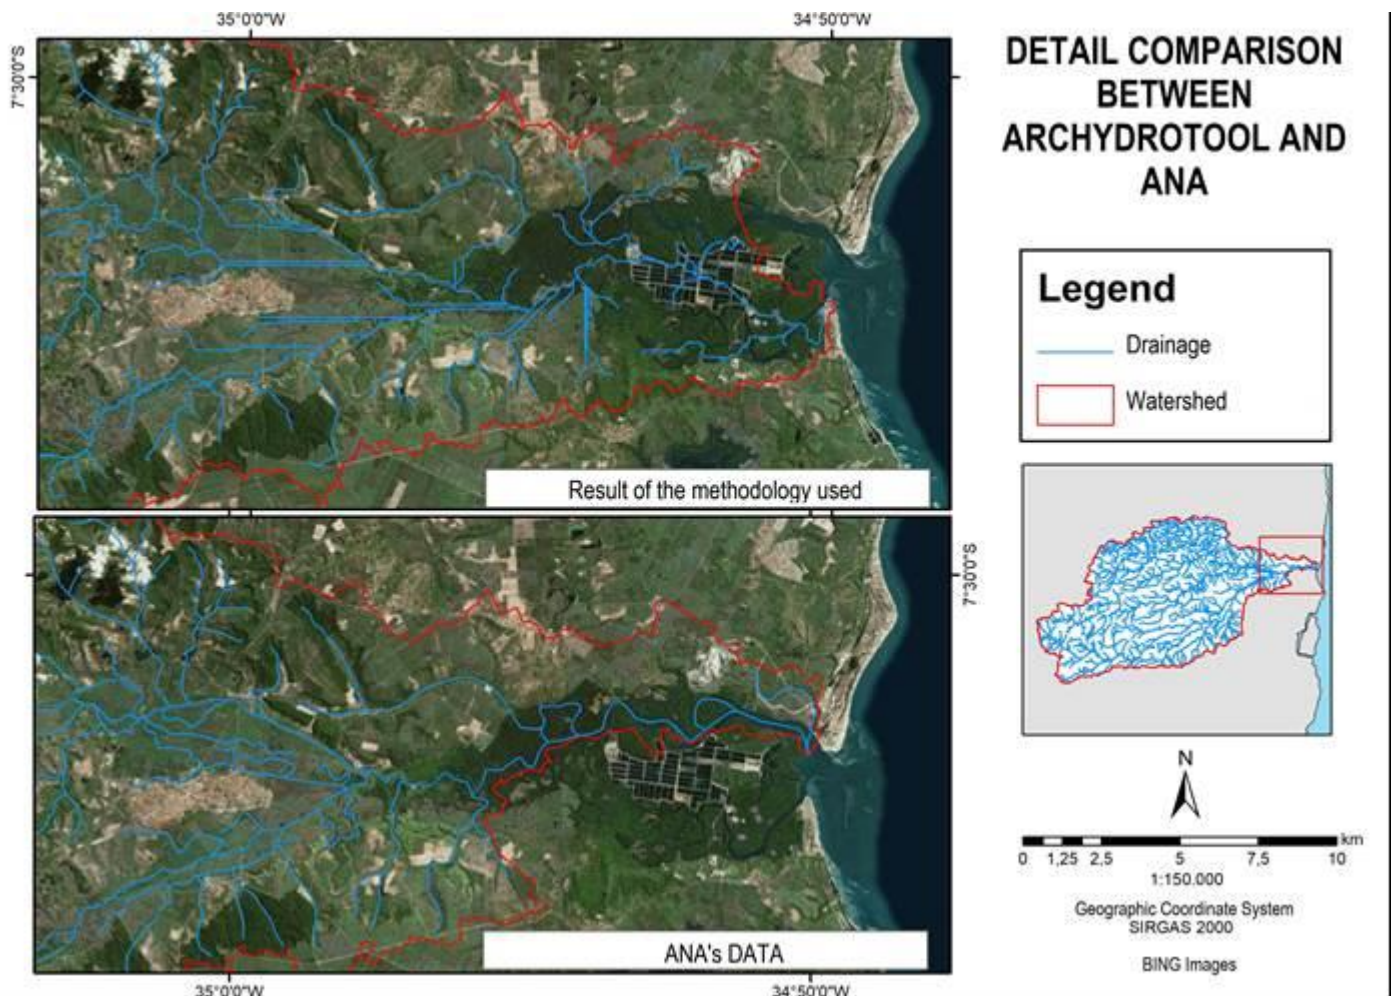 35°0'0"W
34°50'0"W
7°30'0"S
Result of the methodology used
7°30'0"S
ANA's DATA
35°0'0"W
34°50'0"W
DETAIL COMPARISON
BETWEEN
ARCHYDROTOOL AND
ANA
Legend
Drainage
Watershed
N
km
0 1,25 2,5 5 7,5 10
1:150.000
Geographic Coordinate System
SIRGAS 2000
BING Images